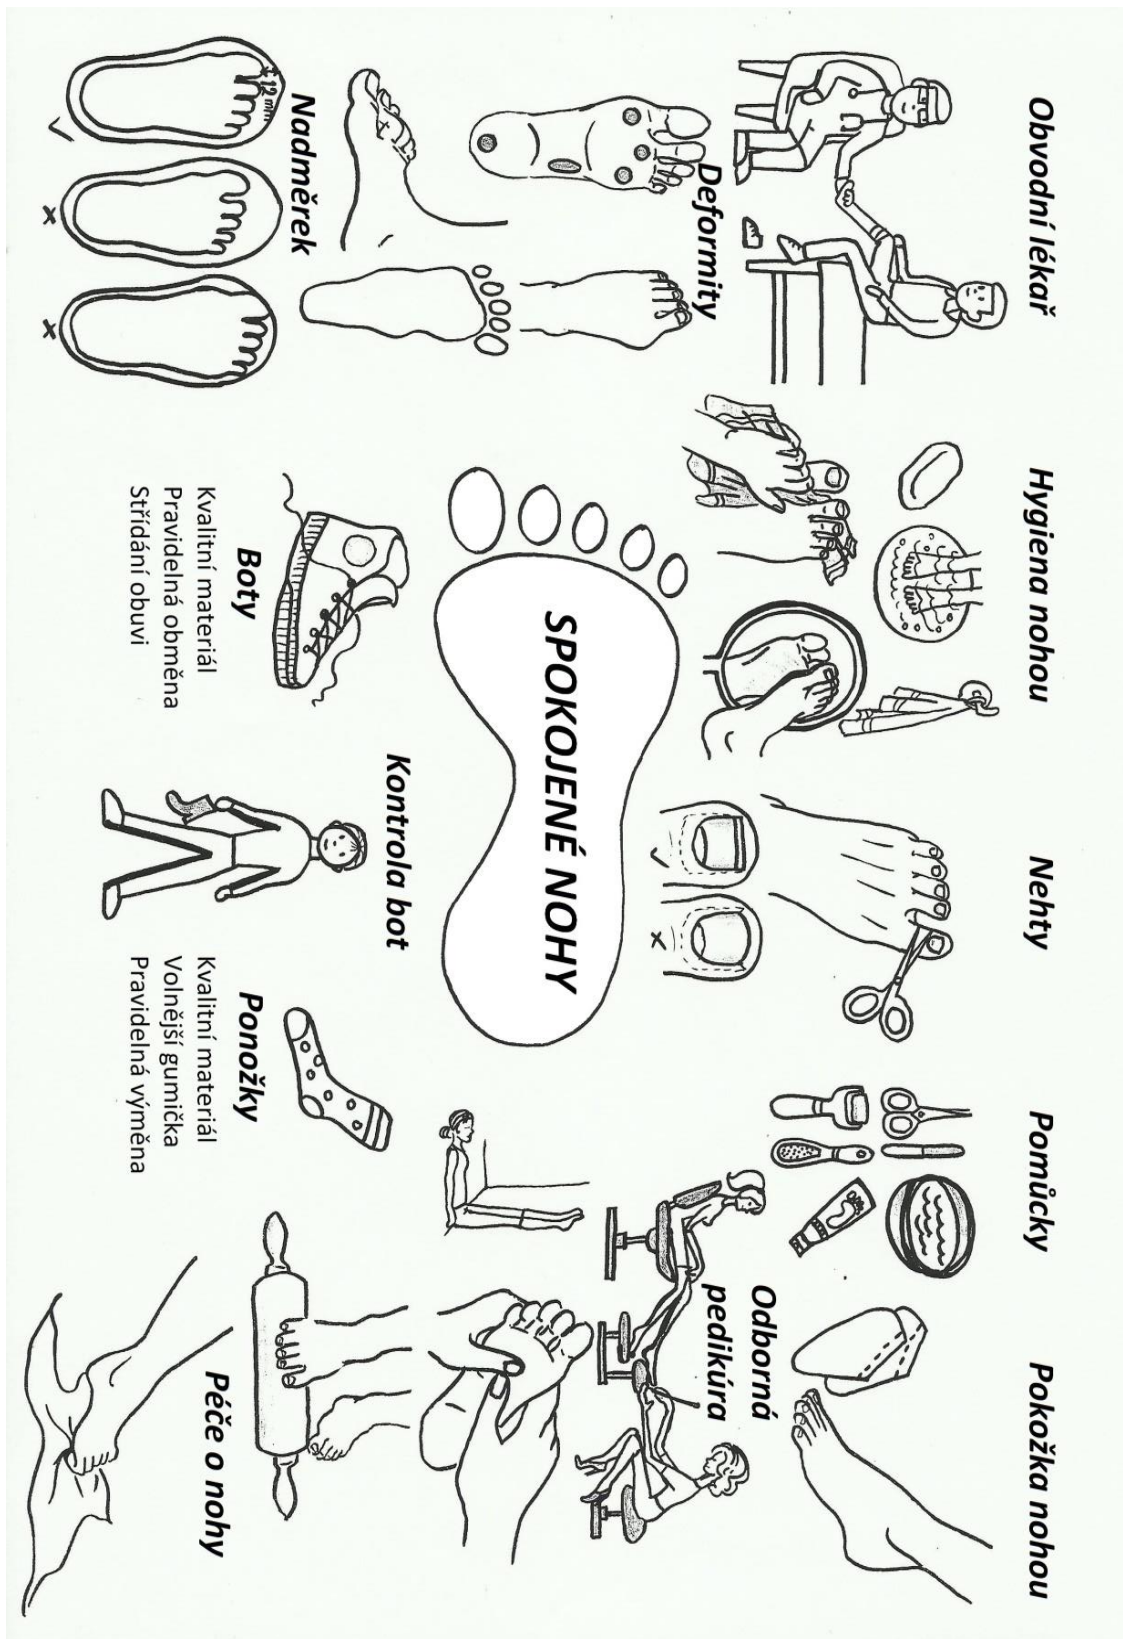 Obvodní lékař
Hygiena nohou
Nehty
Pomůcky
Pokožka nohou
Deformity
Odborná
pedikúra
SPOKOJENÉ NOHY
Nadměrek
12 mm
Boty
Kvalitní materiál
Pravidelná obměna
Střídání obuvi
Kontrola bot
Ponožky
Kvalitní materiál
Volnější gumička
Pravidelná výměna
Péče o nohy